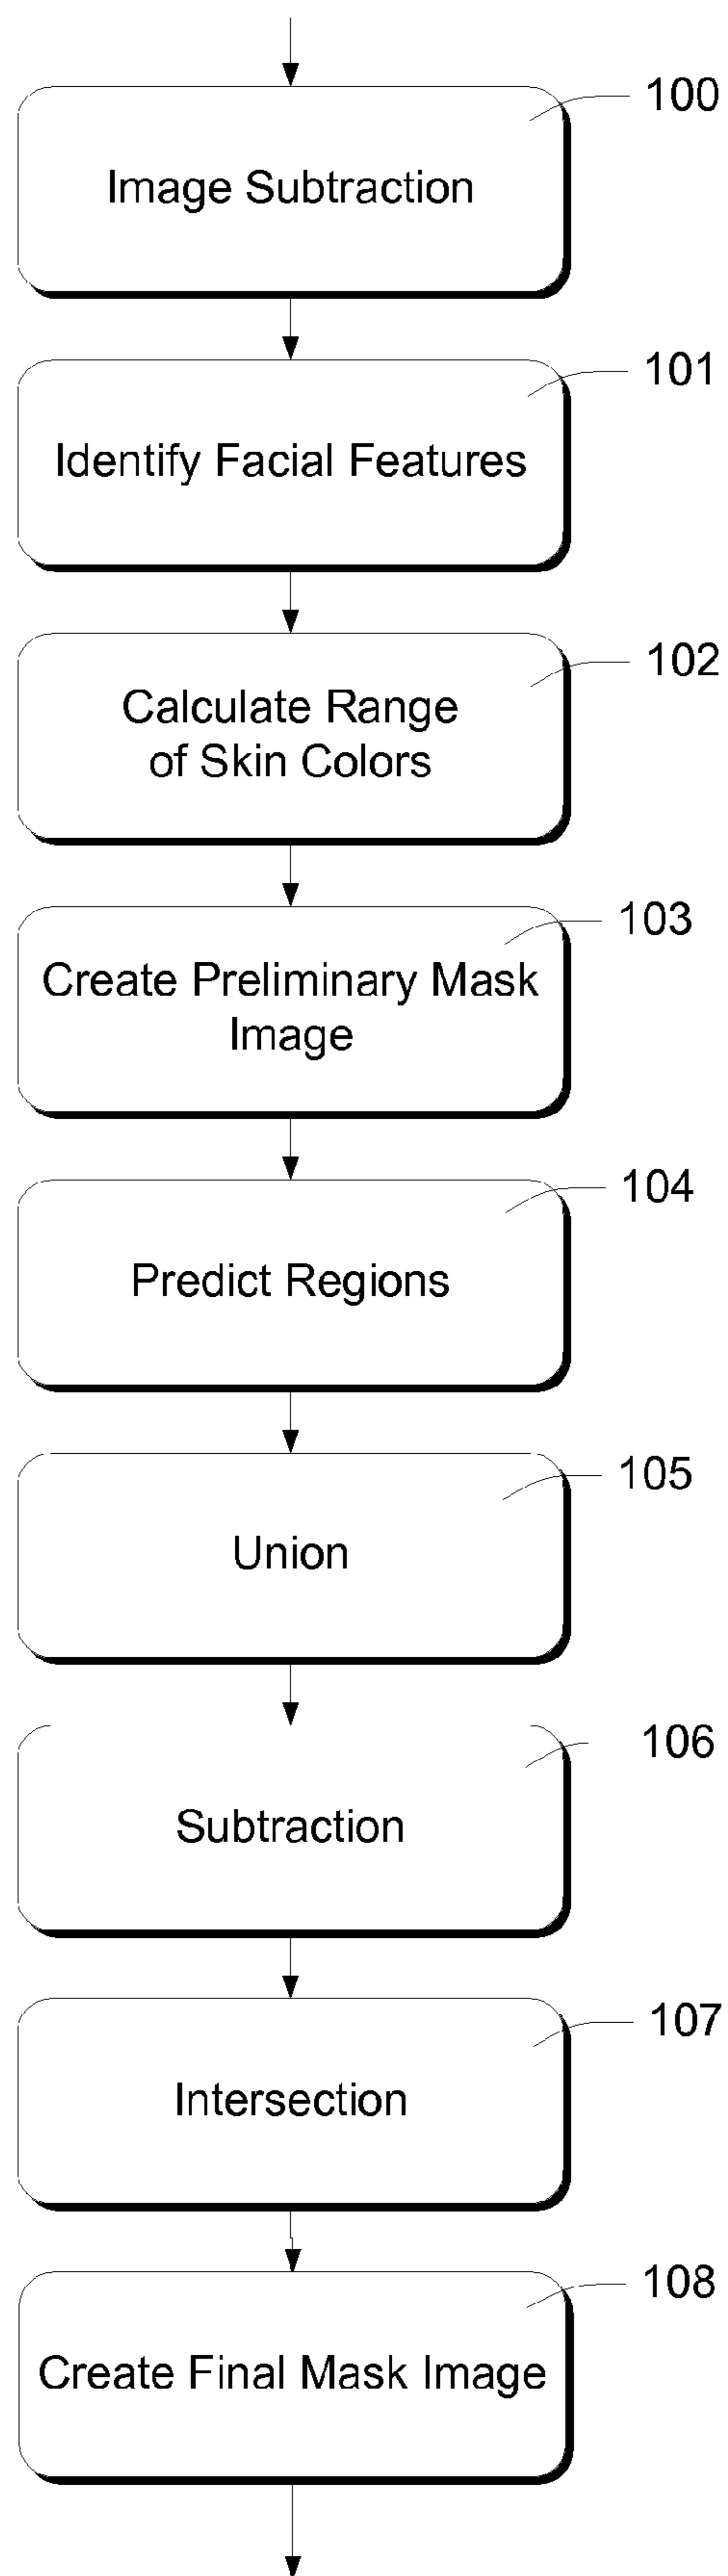 100
Image Subtraction
101
Identify Facial Features
102
Calculate Range
of Skin Colors
103
Create Preliminary Mask
Image
104
Predict Regions
105
Union
106
Subtraction
107
Intersection
108
Create Final Mask Image